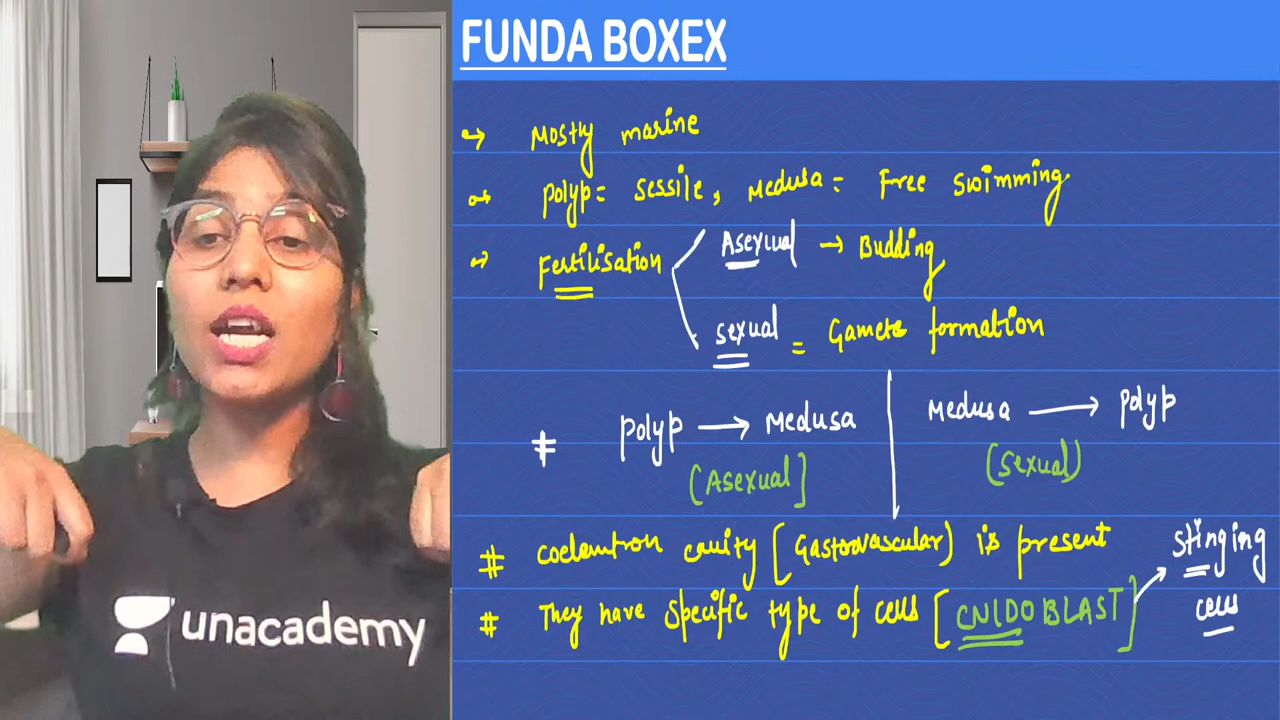 FUNDA BOXEX
Mostly marine
Polyp = sessile, Medusa = Free swimming
Fertilisation
Asexual → Budding
sexual = Gamete formation
# Polyp → Medusa
(Asexual]
Medusa → Polyp
(Sexual)
# coelentron cavity [Gastrovascular) is present
# They have specific type of cells [CNIDOBLAST]
stinging
cells
unacademy